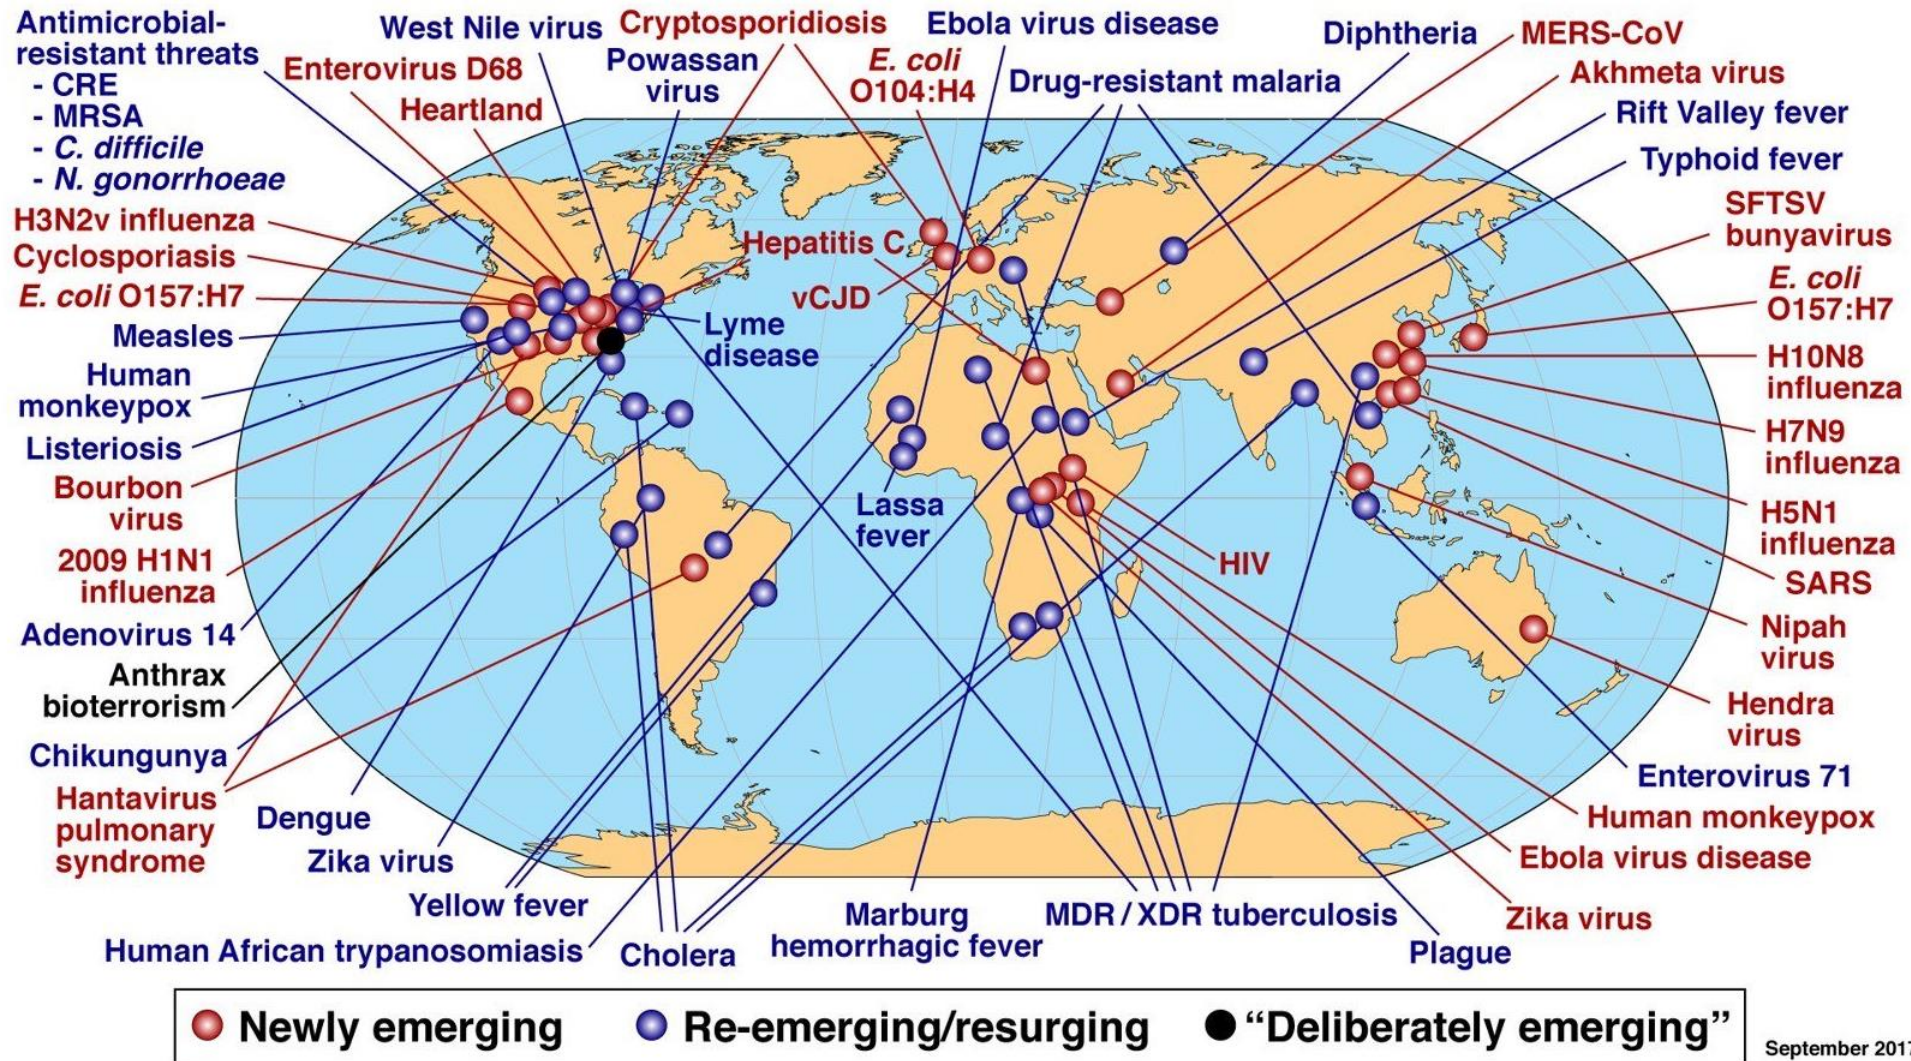 Antimicrobial-
resistant threats
- CRE
- MRSA
- C. difficile
- N. gonorrhoeae
West Nile virus
Cryptosporidiosis
Ebola virus disease
Diphtheria
MERS-CoV
Enterovirus D68
Powassan
virus
E. coli
O104:H4
Drug-resistant malaria
Akhmeta virus
Heartland
Rift Valley fever
Typhoid fever
H3N2v influenza
Cyclosporiasis
E. coli O157:H7
Measles
Human
monkeypox
Listeriosis
Bourbon
virus
2009 H1N1
influenza
Adenovirus 14
Anthrax
bioterrorism
Chikungunya
Hantavirus
pulmonary
syndrome
Hepatitis C
vCJD
Lyme
disease
Lassa
fever
HIV
SFTSV
bunyavirus
E. coli
O157:H7
H10N8
influenza
H7N9
influenza
H5N1
influenza
SARS
Nipah
virus
Hendra
virus
Enterovirus 71
Human monkeypox
Ebola virus disease
Zika virus
Dengue
Zika virus
Yellow fever
Human African trypanosomiasis
Cholera
Marburg
hemorrhagic fever
MDR / XDR tuberculosis
Plague
Newly emerging
Re-emerging/resurging
“Deliberately emerging”
September 2017